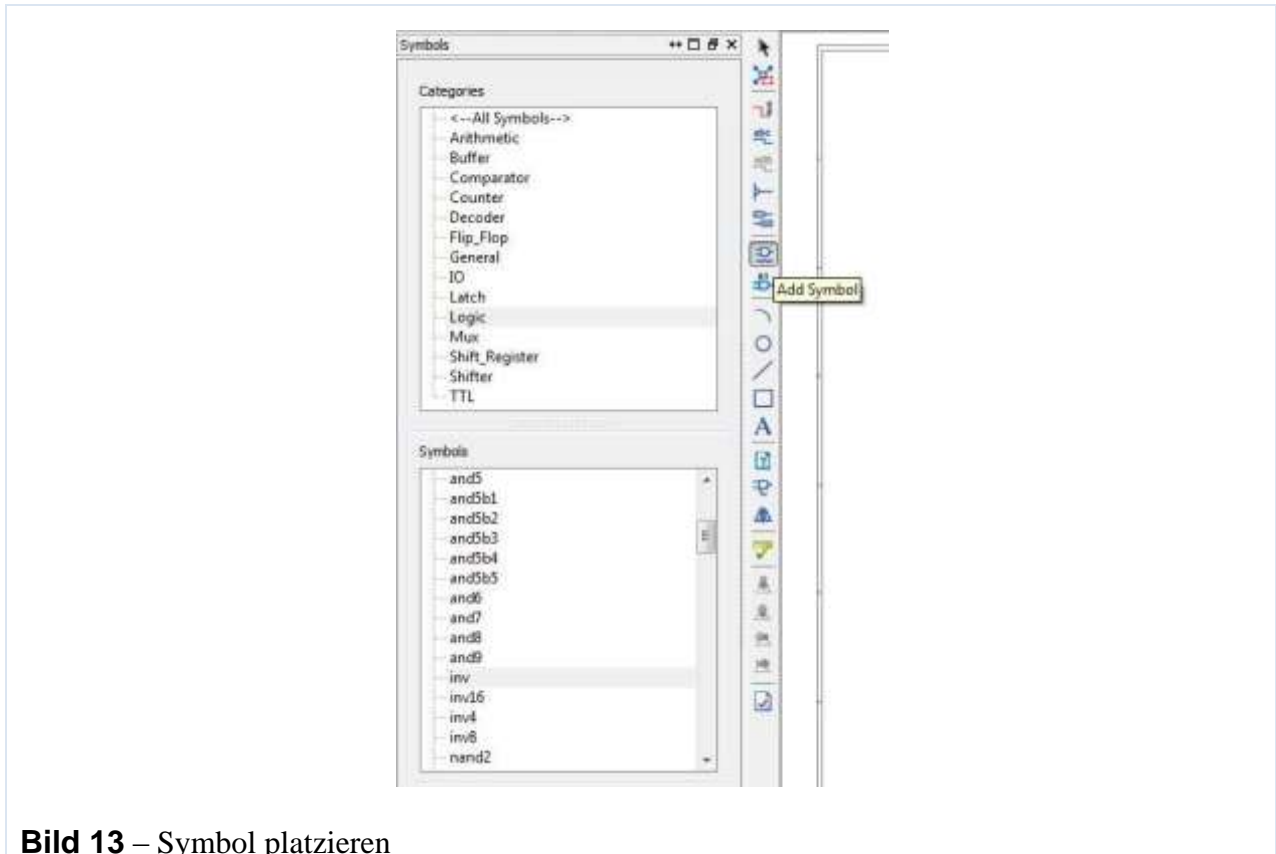 Symbols
Categories
<--All Symbols-->
Arithmetic
Buffer
Comparator
Counter
Decoder
Flip_Flop
General
IO
Latch
Logic
Mux
Shift_Register
Shifter
TTL
Add Symbol
A
Symbols
and5
and5b1
and5b2
and5b3
and5b4
and5b5
and6
and7
and8
and9
inv
inv16
inv4
inv8
nand2
Bild 13 – Symbol platzieren